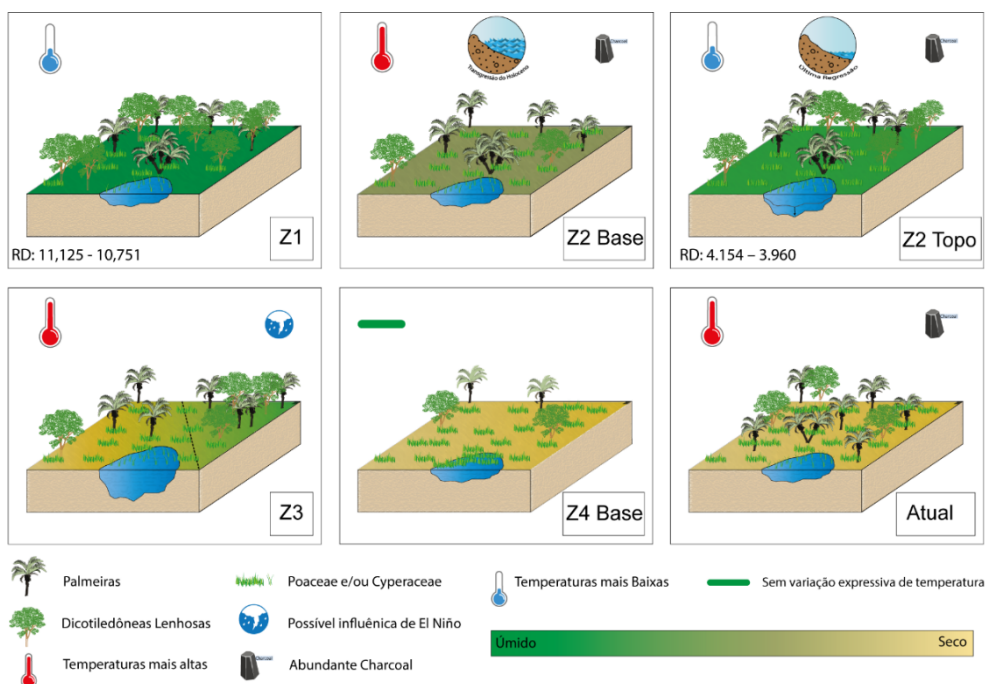 Z1
RD: 11,125 - 10,751
Transgressão do Holoceno
Charcoal
Z2 Base
Última Regressão
Charcoal
Z2 Topo
RD: 4.154 – 3.960
Z3
Z4 Base
Charcoal
Atual
Palmeiras
Poaceae e/ou Cyperaceae
Temperaturas mais Baixas
Sem variação expressiva de temperatura
Dicotiledôneas Lenhosas
Possível influênica de El Niño
Úmido
Seco
Temperaturas mais altas
Charcoal
Abundante Charcoal